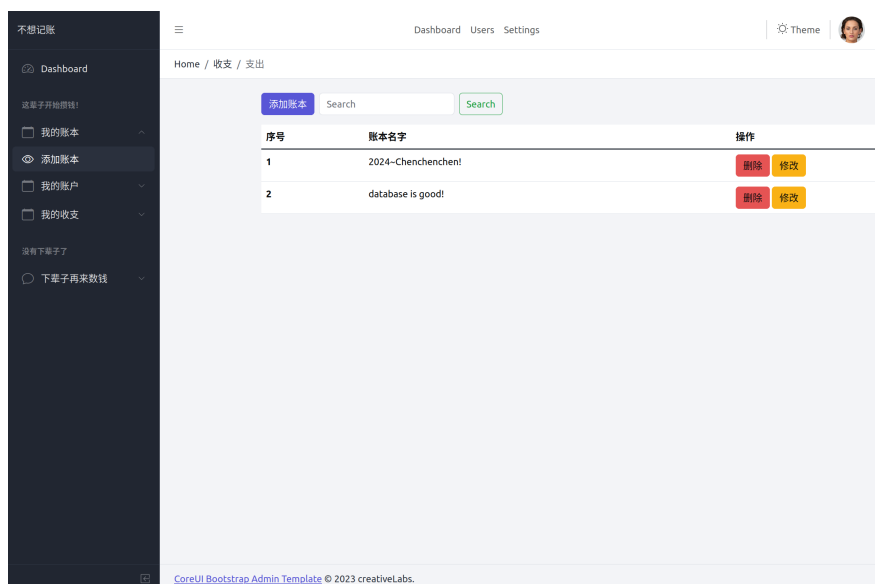 不想记账
Dashboard Users Settings
Theme
Dashboard
Home / 收支 / 支出
这辈子开始攒钱!
我的账本
添加账本
我的账户
我的收支
没有下辈子了
下辈子再来数钱
添加账本 Search Search
序号 账本名字 操作
1 2024~Chenchenchen! 删除 修改
2 database is good! 删除 修改
CoreUI Bootstrap Admin Template © 2023 creativeLabs.